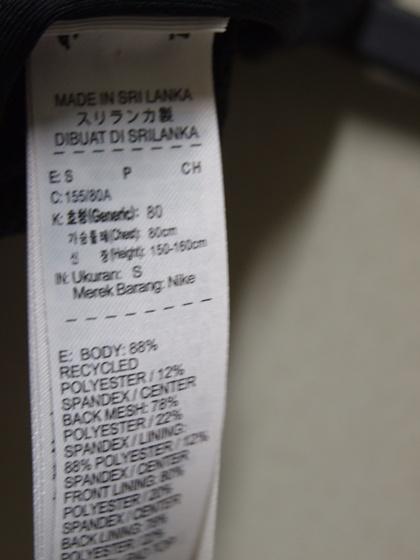 MADE IN SRI LANKA
スリランカ製
DIBUAT DI SRILANKA
E: S P CH
C: 155/80A
K: 호칭(Generic): 80
가슴둘레(Chest): 80cm
신 장(Height): 150-160cm
IN: Ukuran: S
Merek Barang: Nike
E: BODY: 88%
RECYCLED
POLYESTER / 12%
SPANDEX / CENTER
BACK MESH: 78%
POLYESTER / 22%
SPANDEX / LINING:
88% POLYESTER / 12%
SPANDEX / CENTER
FRONT LINING: 80%
POLYESTER / 20%
SPANDEX / CENTER
BACK LINING:
POLYESTER